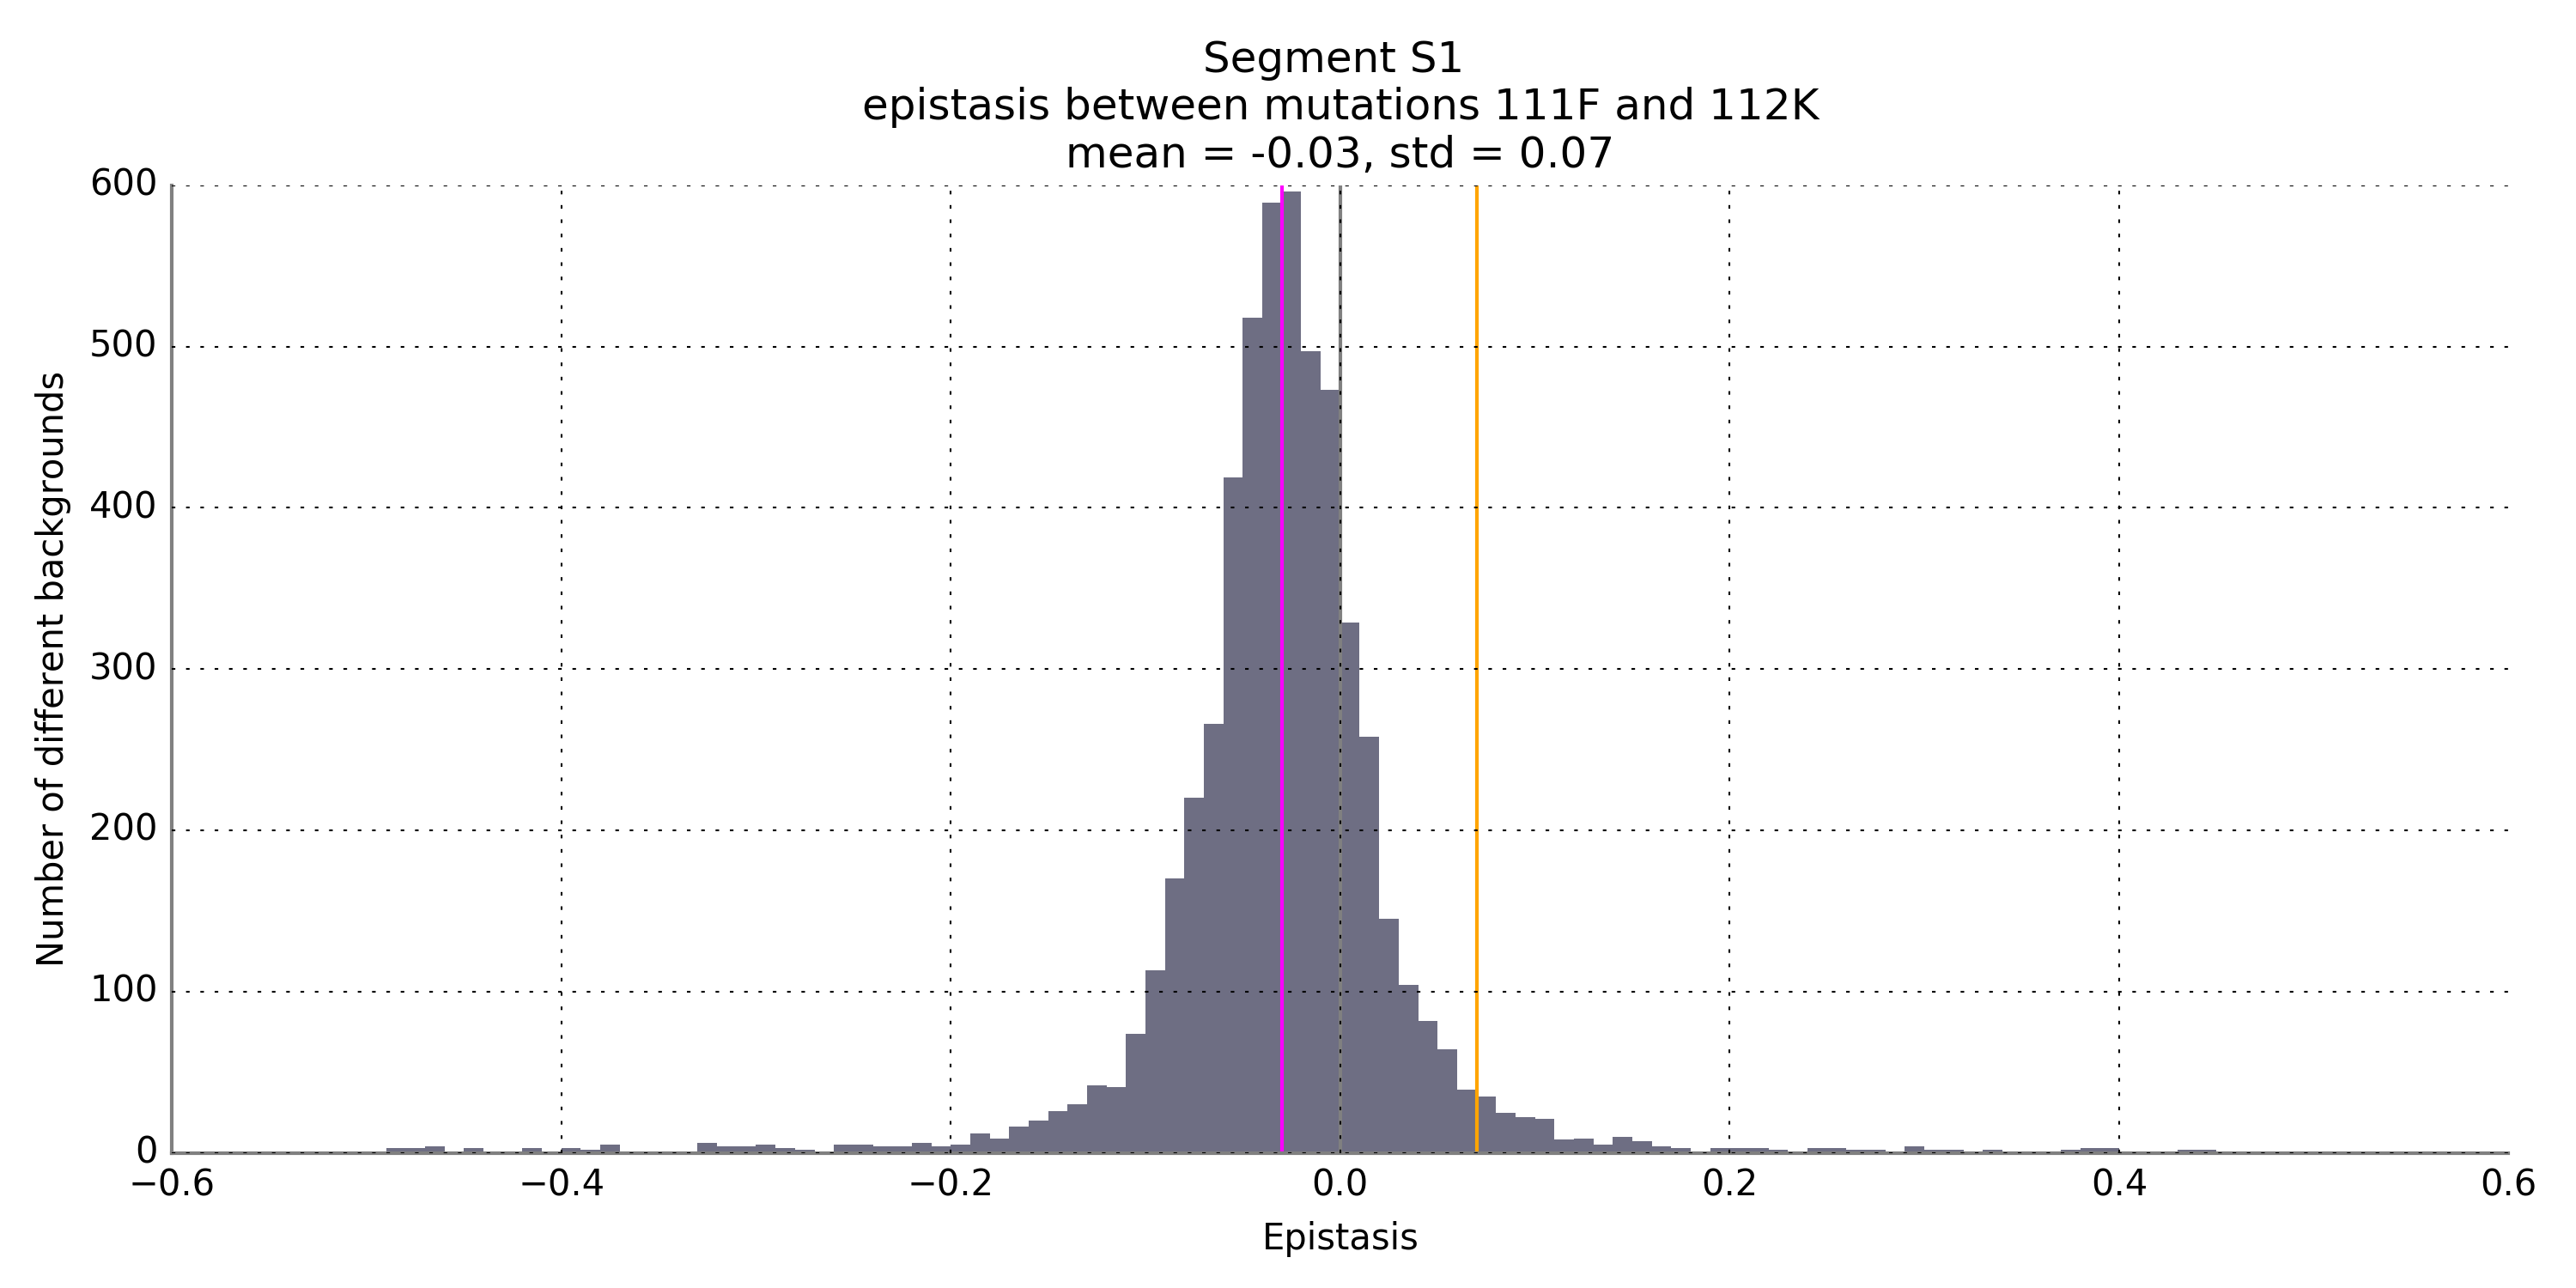 Segment S1
epistasis between mutations 111F and 112K
mean = -0.03, std = 0.07
600
500
400
300
200
100
0
Number of different backgrounds
−0.6 −0.4 −0.2 0.0 0.2 0.4 0.6
Epistasis